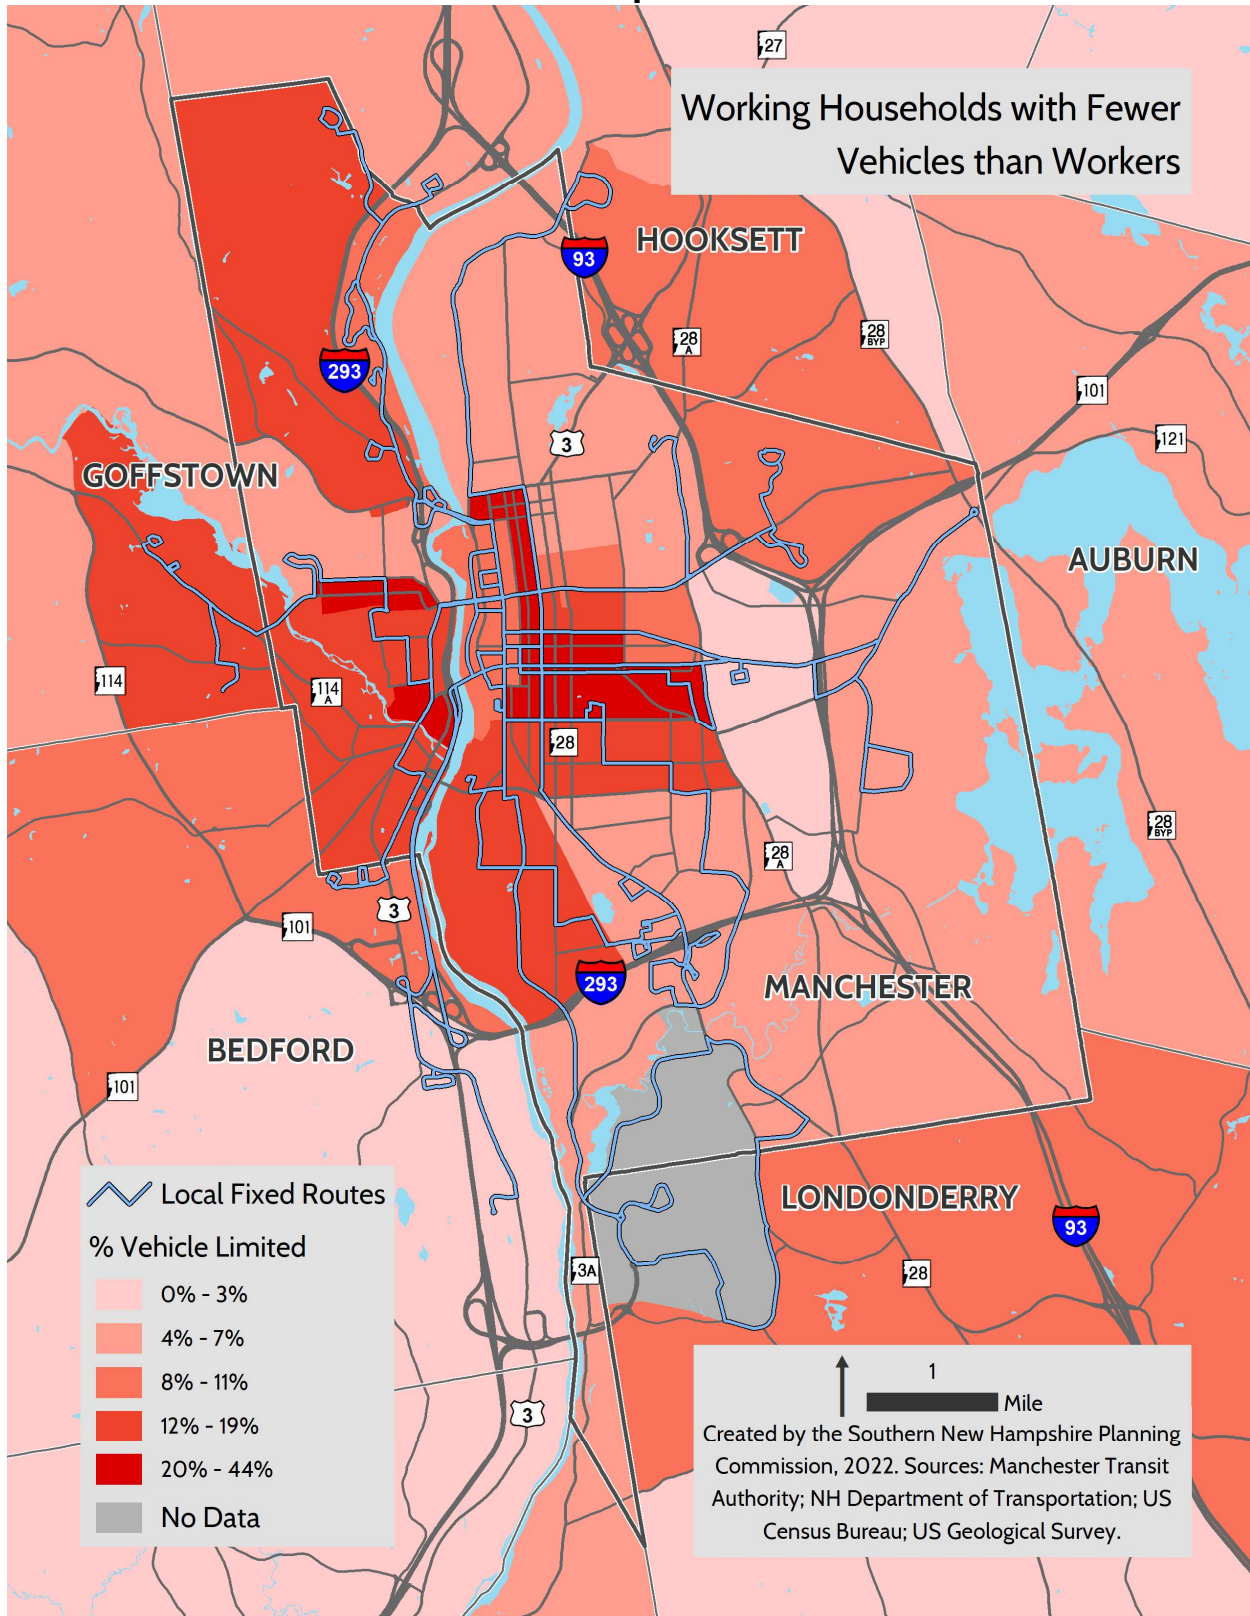 27
Working Households with Fewer
Vehicles than Workers
HOOKSETT
93
28
A
28
BYP
293
101
3
121
GOFFSTOWN
AUBURN
114
114
A
28
28
BYP
28
A
3
101
293
MANCHESTER
BEDFORD
101
Local Fixed Routes
LONDONDERRY
93
% Vehicle Limited
3A
28
0% - 3%
4% - 7%
8% - 11%
12% - 19%
20% - 44%
No Data
3
1
Mile
Created by the Southern New Hampshire Planning
Commission, 2022. Sources: Manchester Transit
Authority; NH Department of Transportation; US
Census Bureau; US Geological Survey.